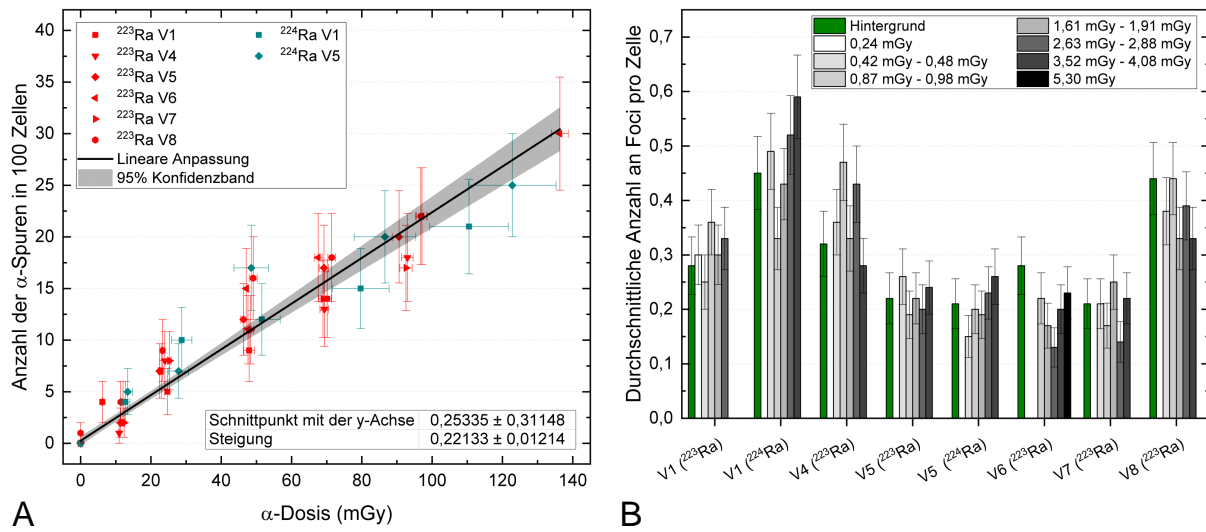 Anzahl der α-Spuren in 100 Zellen
40
35
30
25
20
15
10
5
0
²²³Ra V1
²²³Ra V4
²²³Ra V5
²²³Ra V6
²²³Ra V7
²²³Ra V8
Lineare Anpassung
95% Konfidenzband
²²⁴Ra V1
²²⁴Ra V5
Schnittpunkt mit der y-Achse 0,25335 ± 0,31148
Steigung 0,22133 ± 0,01214
0 20 40 60 80 100 120 140
α-Dosis (mGy)
A
Durchschnittliche Anzahl an Foci pro Zelle
0,7
0,6
0,5
0,4
0,3
0,2
0,1
0,0
Hintergrund
0,24 mGy
0,42 mGy - 0,48 mGy
0,87 mGy - 0,98 mGy
1,61 mGy - 1,91 mGy
2,63 mGy - 2,88 mGy
3,52 mGy - 4,08 mGy
5,30 mGy
V1 (²²³Ra)
V1 (²²⁴Ra)
V4 (²²³Ra)
V5 (²²³Ra)
V5 (²²⁴Ra)
V6 (²²³Ra)
V7 (²²³Ra)
V8 (²²³Ra)
B